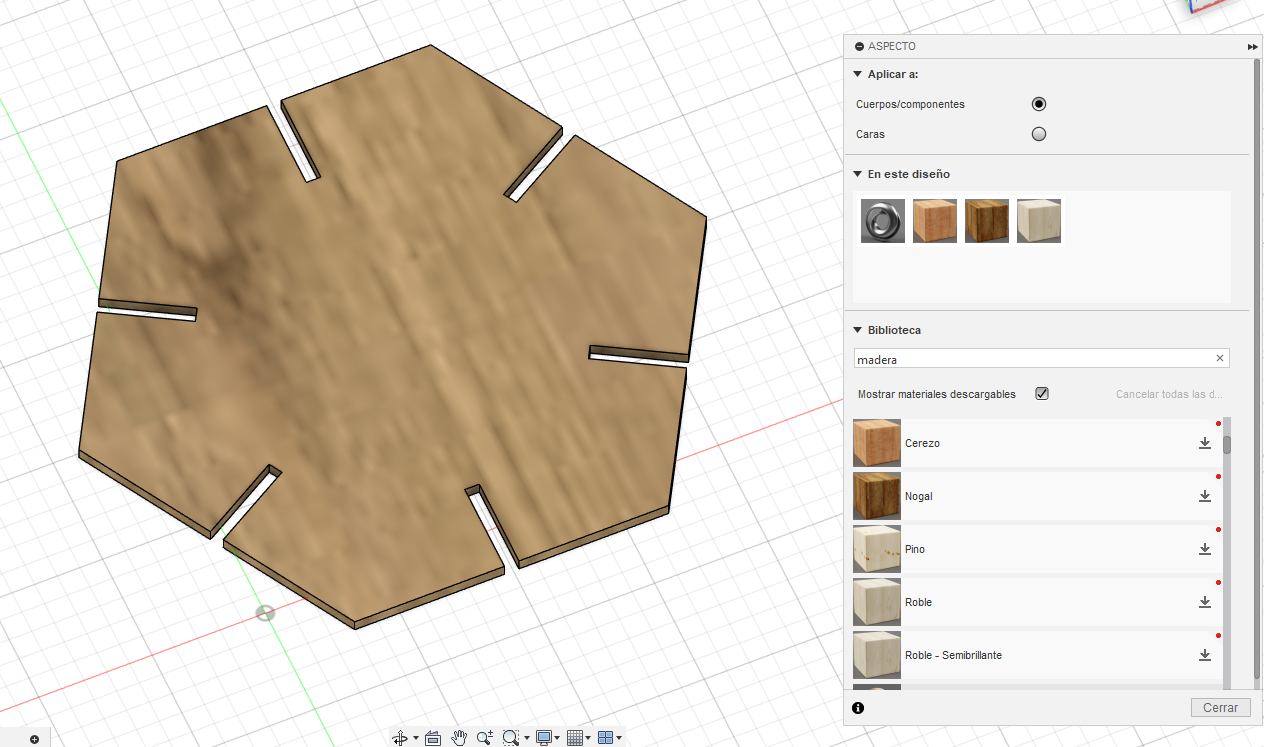 ASPECTO
Aplicar a:
Cuerpos/componentes
Caras
En este diseño
Biblioteca
madera
Mostrar materiales descargables
Cancelar todas las d...
Cerezo
Nogal
Pino
Roble
Roble - Semibrillante
Cerrar